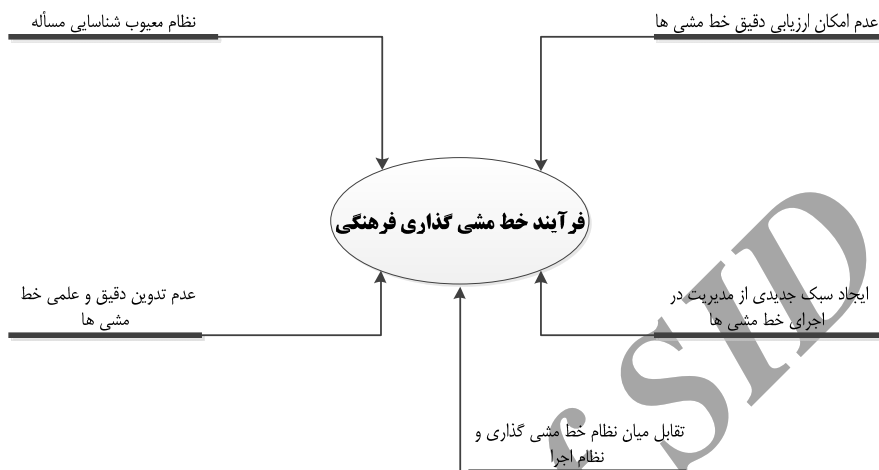 عدم امکان ارزیابی دقیق خط مشی ها
نظام معیوب شناسایی مسأله
فرآیند خط مشی گذاری فرهنگی
ایجاد سبک جدیدی از مدیریت در
اجرای خط مشی ها
عدم تدوین دقیق و علمی خط
مشی ها
تقابل میان نظام خط مشی گذاری و
نظام اجرا
f SID